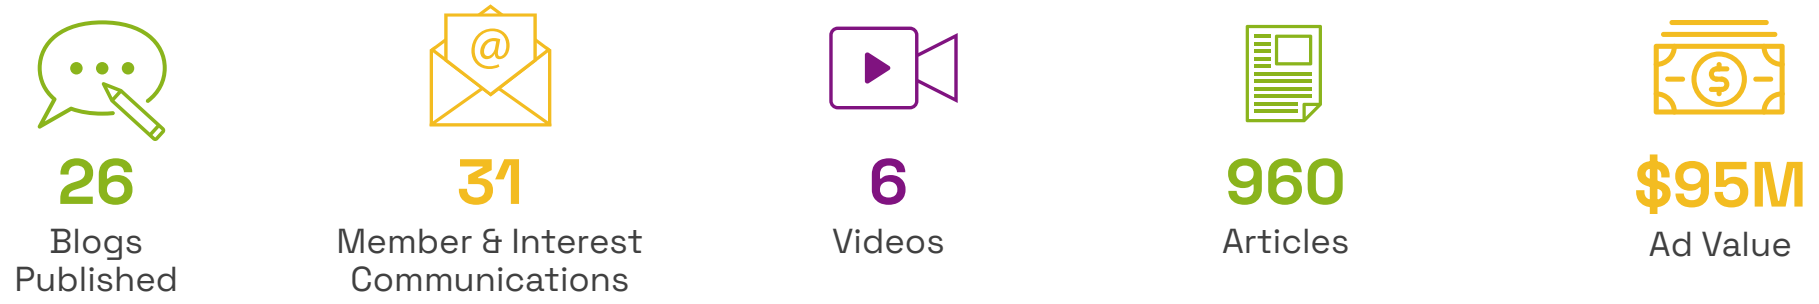 @
$
26
Blogs
Published
31
Member & Interest
Communications
6
Videos
960
Articles
$95M
Ad Value